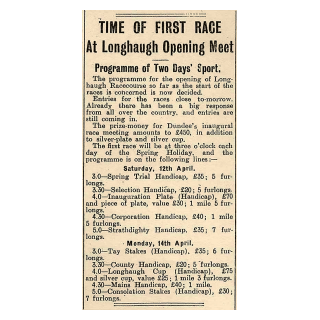 TIME OF FIRST RACE
At Longhaugh Opening Meet
Programme of Two Days' Sport.
The programme for the opening of Long-
haugh Racecourse so far as the start of the
races is concerned is now decided.
Entries for the races close to-morrow.
Already there has been a big response
from all over the country, and entries are
still coming in.
The prize-money for Dundee's inaugural
race meeting amounts to £450, in addition
to silver-plate and silver cup.
The first race will be at three o'clock each
day of the Spring Holiday, and the
programme is on the following lines:—
Saturday, 12th April.
3.0—Spring Trial Handicap, £35; 5 fur-
longs.
3.30—Selection Handicap, £20; 5 furlongs.
4.0—Inauguration Plate (Handicap), £70
and piece of plate, value £30; 1 mile 5 fur-
longs.
4.30—Corporation Handicap, £40; 1 mile
5 furlongs.
5.0—Strathdighty Handicap, £35; 7 fur-
longs.
Monday, 14th April.
3.0—Tay Stakes (Handicap), £35; 6 fur-
longs.
3.30—County Handicap, £20; 5 furlongs.
4.0—Longhaugh Cup (Handicap), £75
and silver cup, value £25; 1 mile 3 furlongs.
4.30—Mains Handicap, £40; 1 mile.
5.0—Consolation Stakes (Handicap), £30;
7 furlongs.